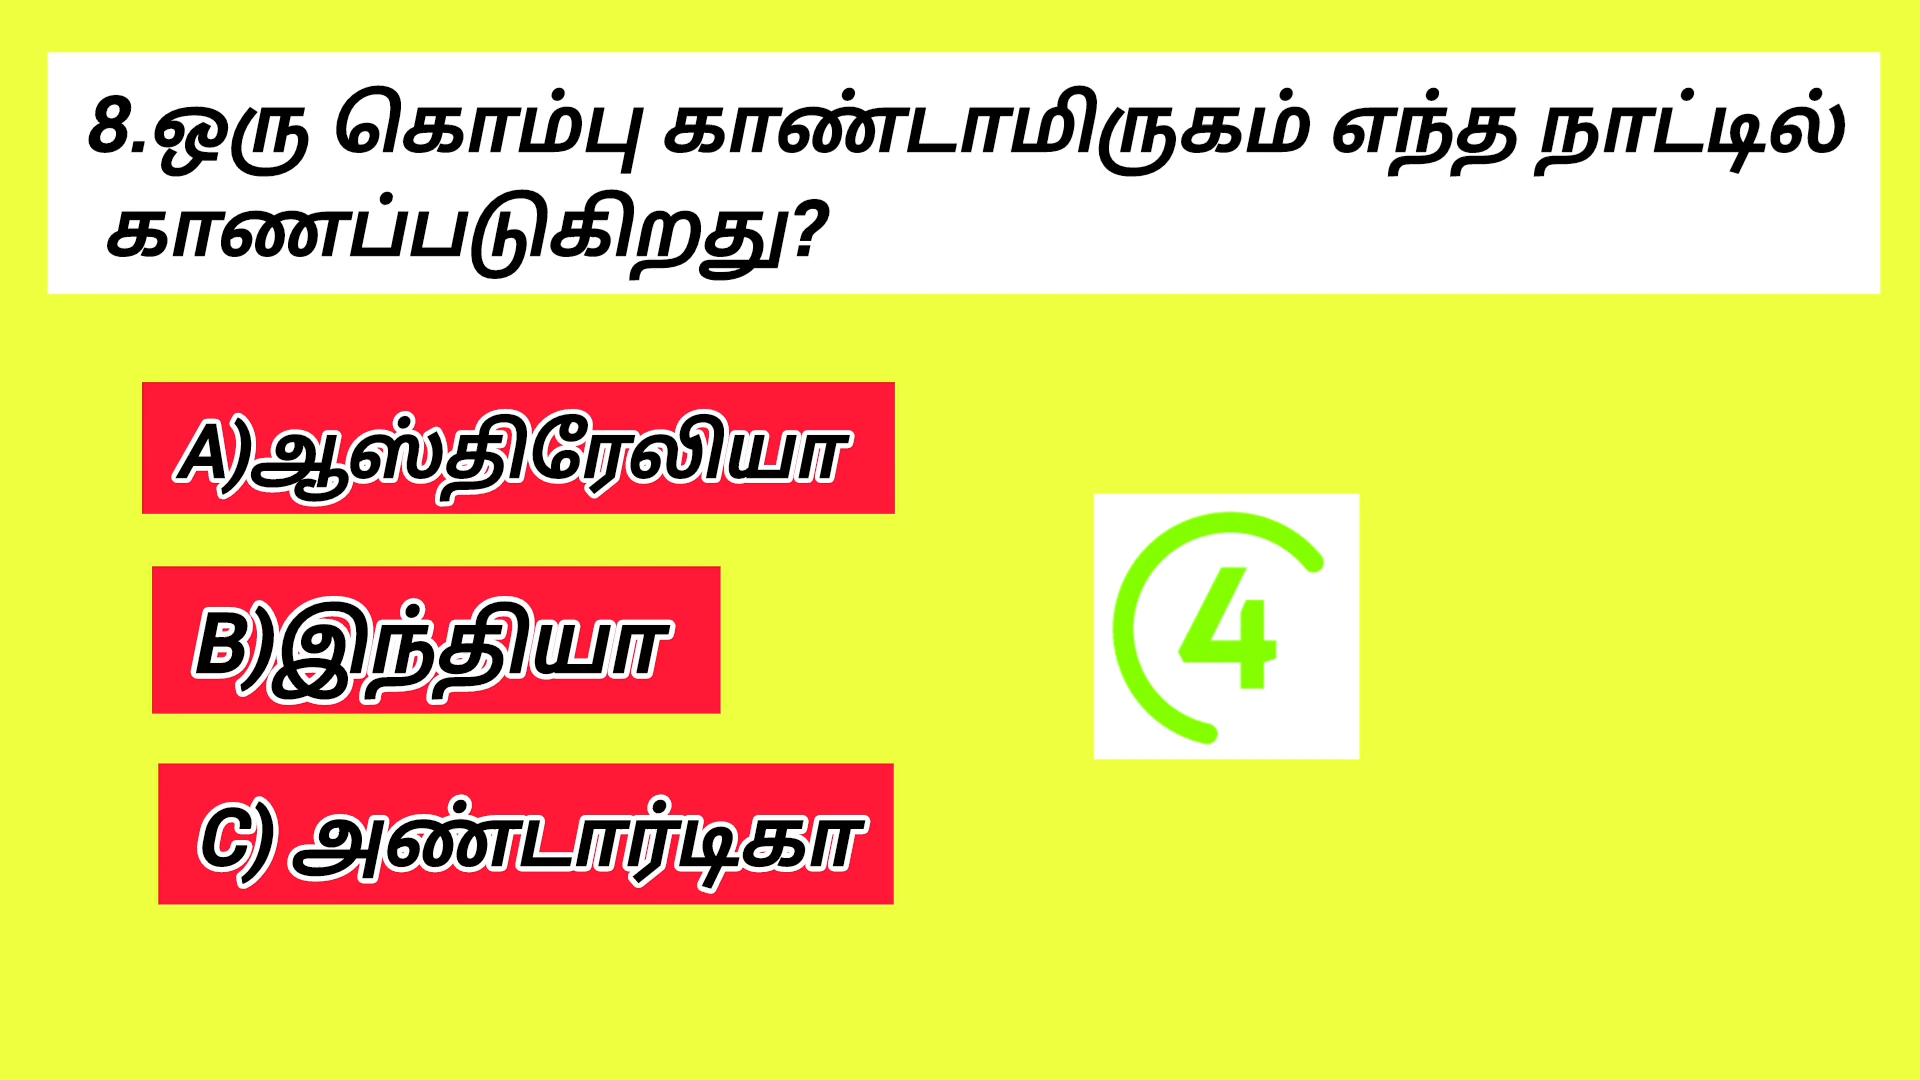 8.ஒரு கொம்பு காண்டாமிருகம் எந்த நாட்டில்
காணப்படுகிறது?
A)ஆஸ்திரேலியா
B)இந்தியா
4
C) அண்டார்டிகா